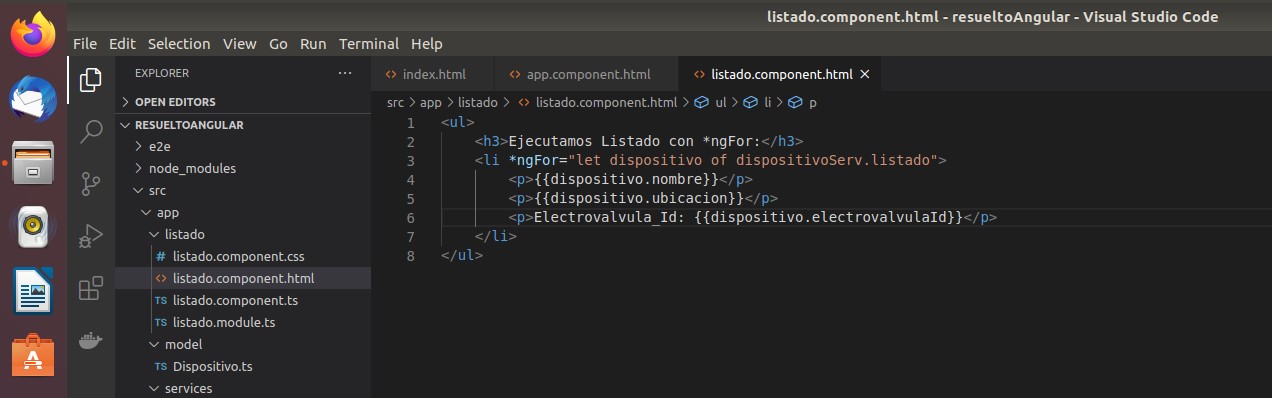 listado.component.html - resueltoAngular - Visual Studio Code
File Edit Selection View Go Run Terminal Help
EXPLORER
OPEN EDITORS
RESUELTOANGULAR
e2e
node_modules
src
app
listado
# listado.component.css
<> listado.component.html
TS listado.component.ts
TS listado.module.ts
model
TS Dispositivo.ts
services
<> index.html <> app.component.html <> listado.component.html ×
src > app > listado > <> listado.component.html > ul > li > p
1 <ul>
2 <h3>Ejecutamos Listado con *ngFor:</h3>
3 <li *ngFor="let dispositivo of dispositivoServ.listado">
4 <p>{{dispositivo.nombre}}</p>
5 <p>{{dispositivo.ubicacion}}</p>
6 <p>Electrovalvula_Id: {{dispositivo.electrovalvulaId}}</p>
7 </li>
8 </ul>